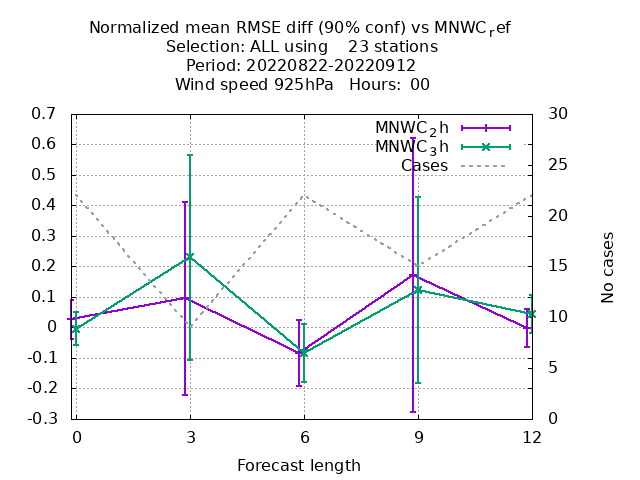 Normalized mean RMSE diff (90% conf) vs MNWC_ref
Selection: ALL using    23 stations
Period: 20220822-20220912
Wind speed 925hPa   Hours: 00
MNWC_2h
MNWC_3h
Cases
0.7
0.6
0.5
0.4
0.3
0.2
0.1
0
-0.1
-0.2
-0.3
30
25
20
15
10
5
0
No cases
0 3 6 9 12
Forecast length